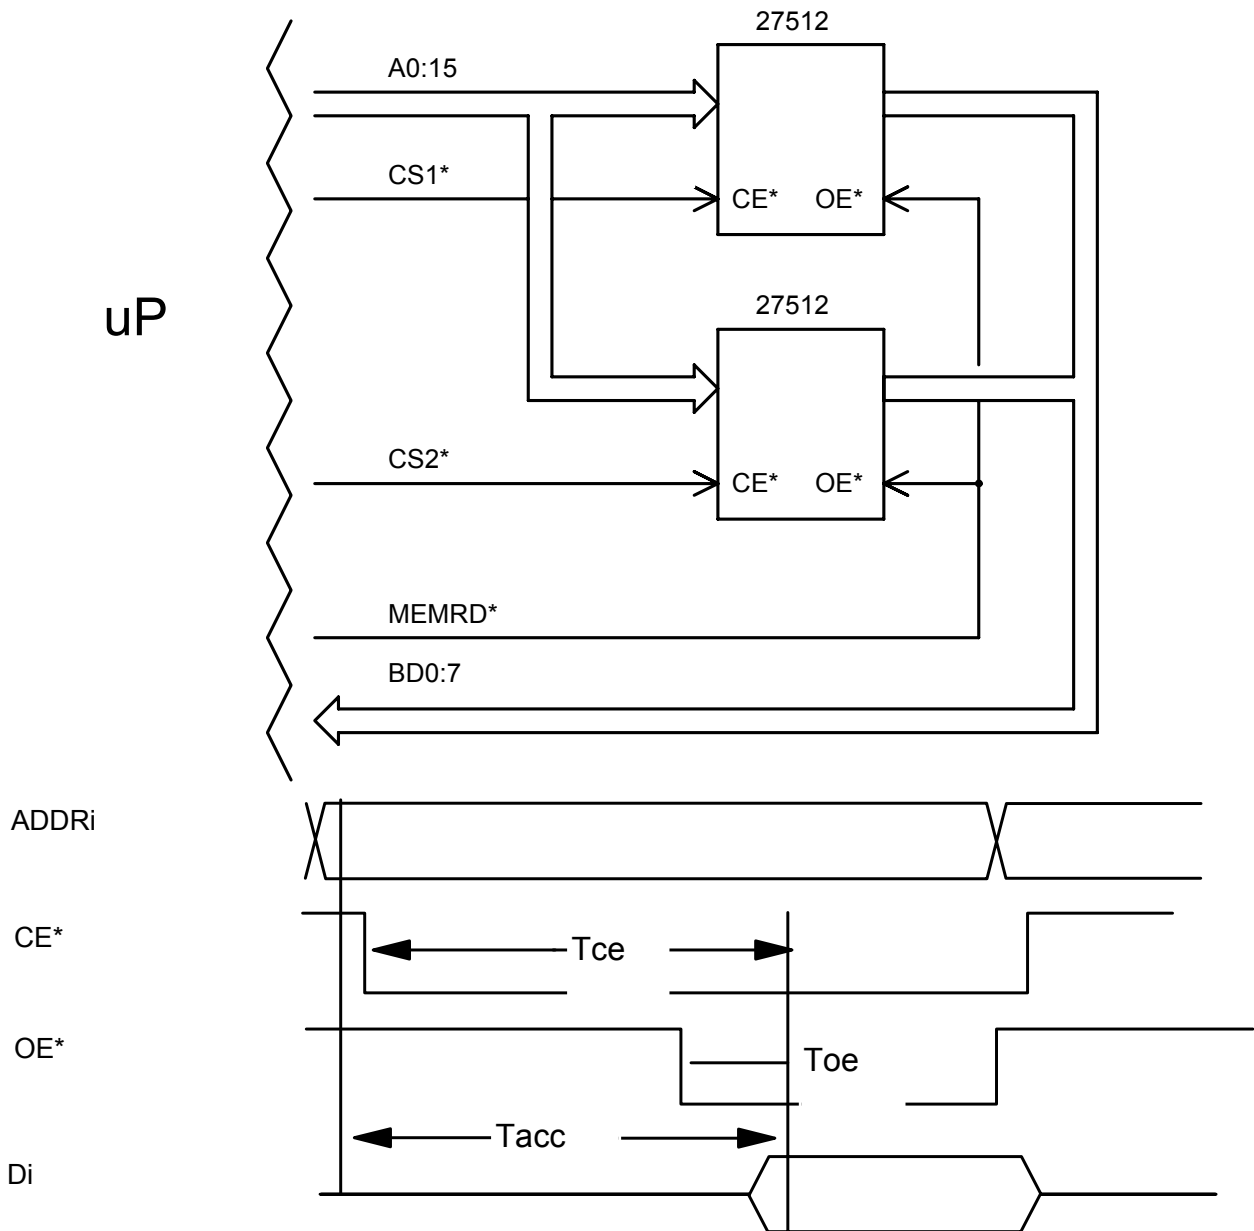 27512
A0:15
CS1*
CE* OE*
uP
27512
CS2*
CE* OE*
MEMRD*
BD0:7
ADDRi
CE*
Tce
OE*
Toe
Tacc
Di